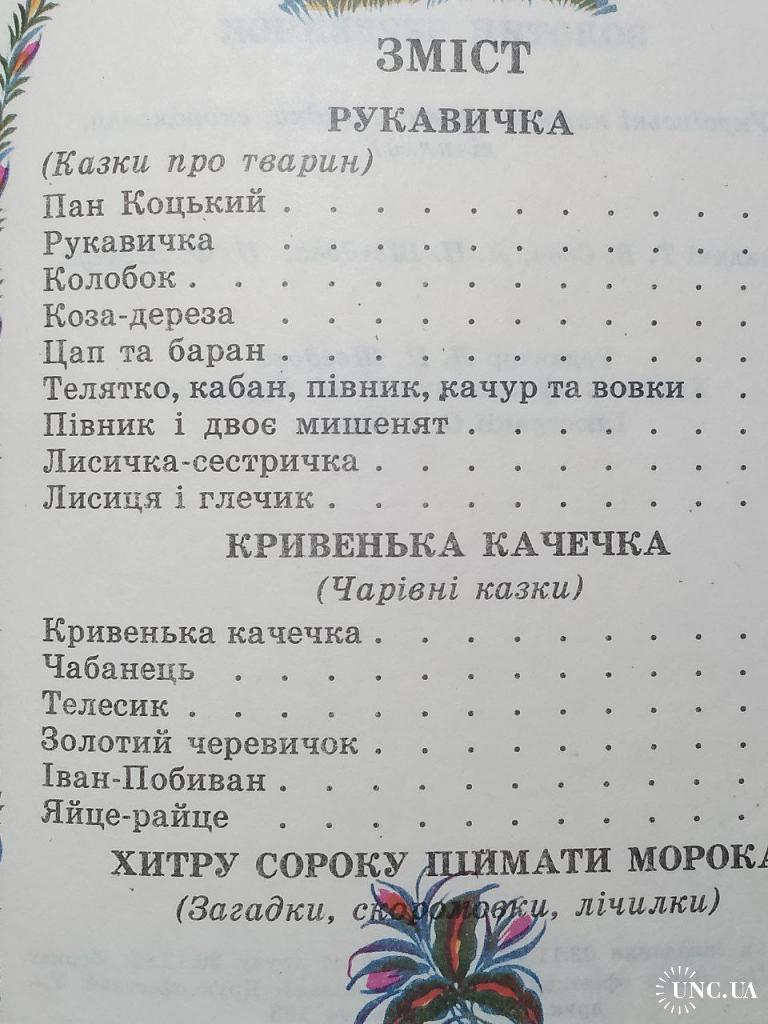 ЗМІСТ
РУКАВИЧКА
(Казки про тварин)
Пан Коцький . . . . . . . . . . .
Рукавичка . . . . . . . . . . .
Колобок . . . . . . . . . . . . .
Коза-дереза . . . . . . . . . . .
Цап та баран . . . . . . . . . . .
Телятко, кабан, півник, качур та вовки . .
Півник і двоє мишенят . . . . . . .
Лисичка-сестричка . . . . . . . . .
Лисиця і глечик . . . . . . . . . .
КРИВЕНЬКА КАЧЕЧКА
(Чарівні казки)
Кривенька качечка . . . . . . . . .
Чабанець . . . . . . . . . . . .
Телесик . . . . . . . . . . . . .
Золотий черевичок . . . . . . . . .
Іван-Побиван . . . . . . . . . . .
Яйце-райце . . . . . . . . . . .
ХИТРУ СОРОКУ ПІЙМАТИ МОРОКА
(Загадки, скоромовки, лічилки)
UNC.UA